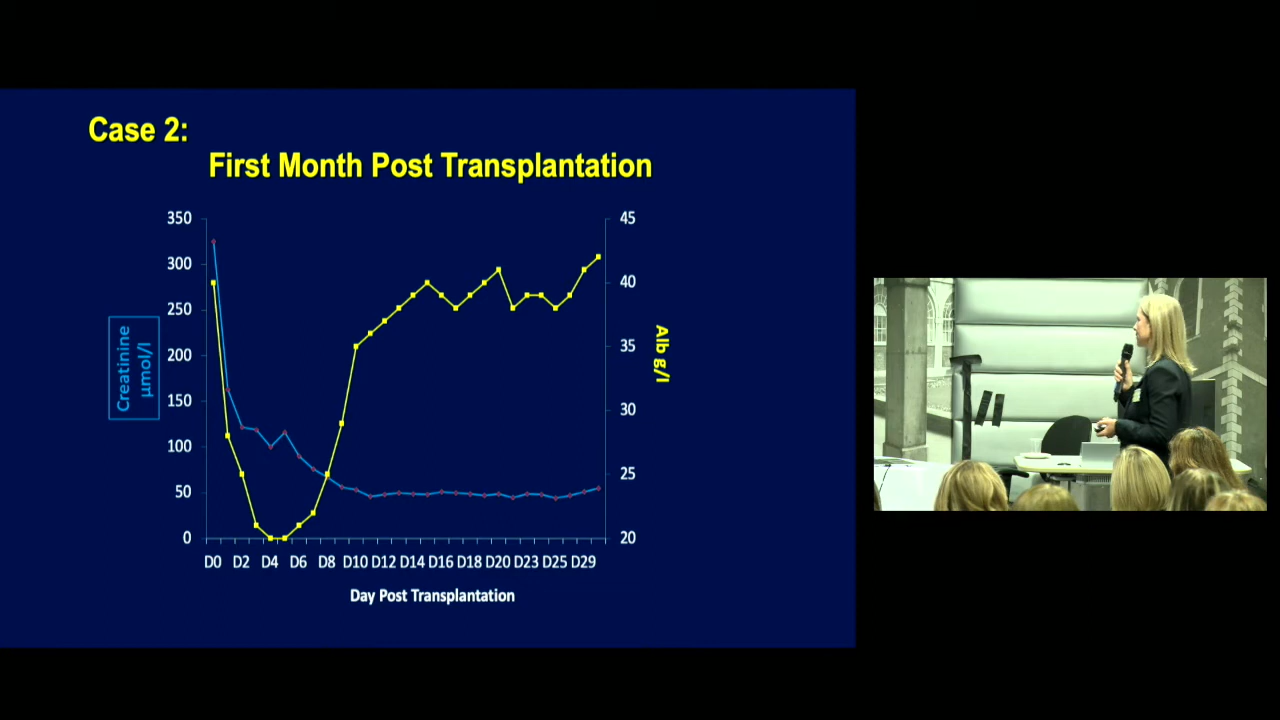 Case 2:
First Month Post Transplantation
350
300
250
200
150
100
50
0
Creatinine
µmol/l
45
40
35
30
25
20
Alb g/l
D0 D2 D4 D6 D8 D10 D12 D14 D16 D18 D20 D23 D25 D29
Day Post Transplantation